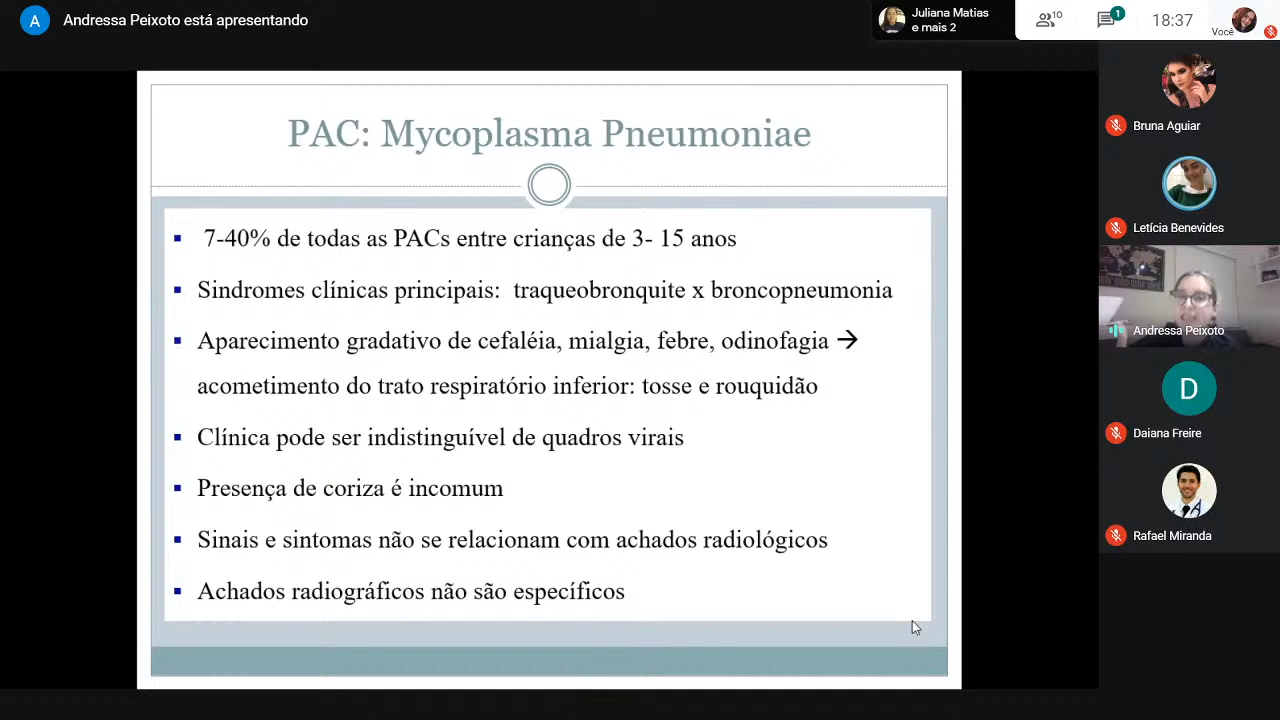 A Andressa Peixoto está apresentando
Juliana Matias
e mais 2
10
1
18:37
Você
PAC: Mycoplasma Pneumoniae
▪ 7-40% de todas as PACs entre crianças de 3- 15 anos
▪ Sindromes clínicas principais: traqueobronquite x broncopneumonia
▪ Aparecimento gradativo de cefaléia, mialgia, febre, odinofagia →
acometimento do trato respiratório inferior: tosse e rouquidão
▪ Clínica pode ser indistinguível de quadros virais
▪ Presença de coriza é incomum
▪ Sinais e sintomas não se relacionam com achados radiológicos
▪ Achados radiográficos não são específicos
Bruna Aguiar
Letícia Benevides
Andressa Peixoto
D
Daiana Freire
Rafael Miranda